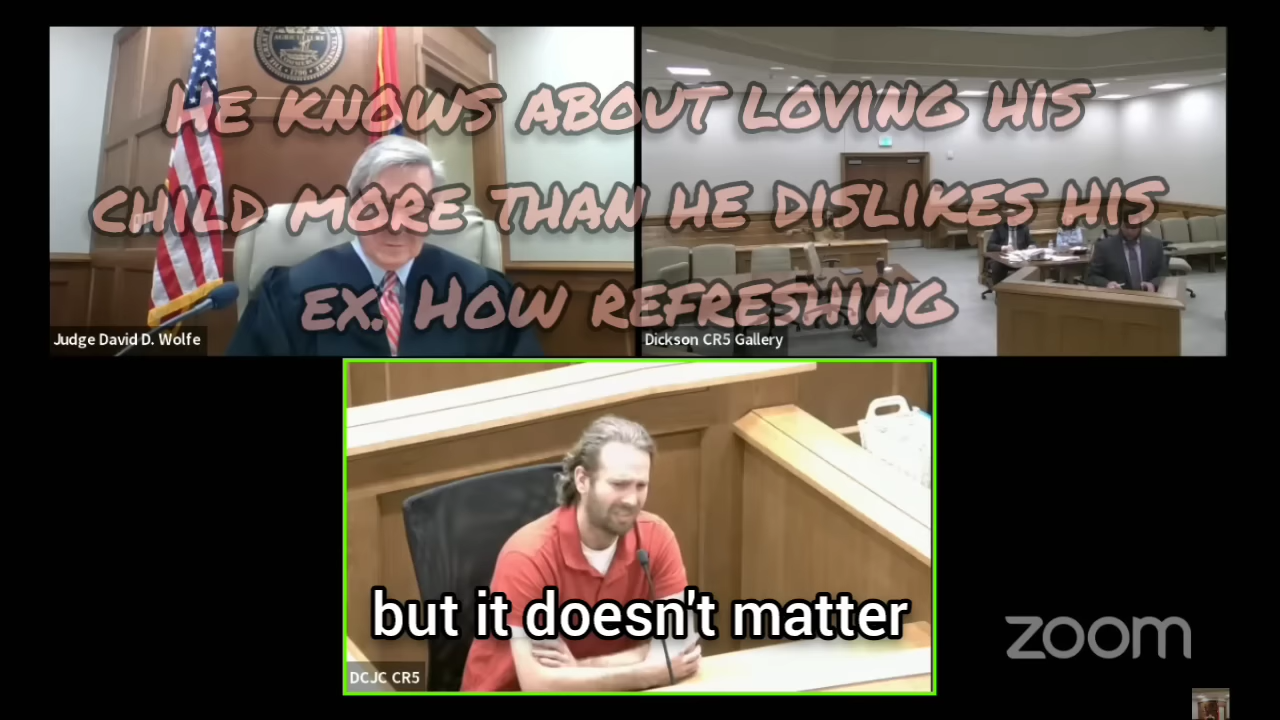 He knows about loving his
child more than he dislikes his
ex. How refreshing
Judge David D. Wolfe
Dickson CR5 Gallery
but it doesn't matter
DCJC CR5
zoom